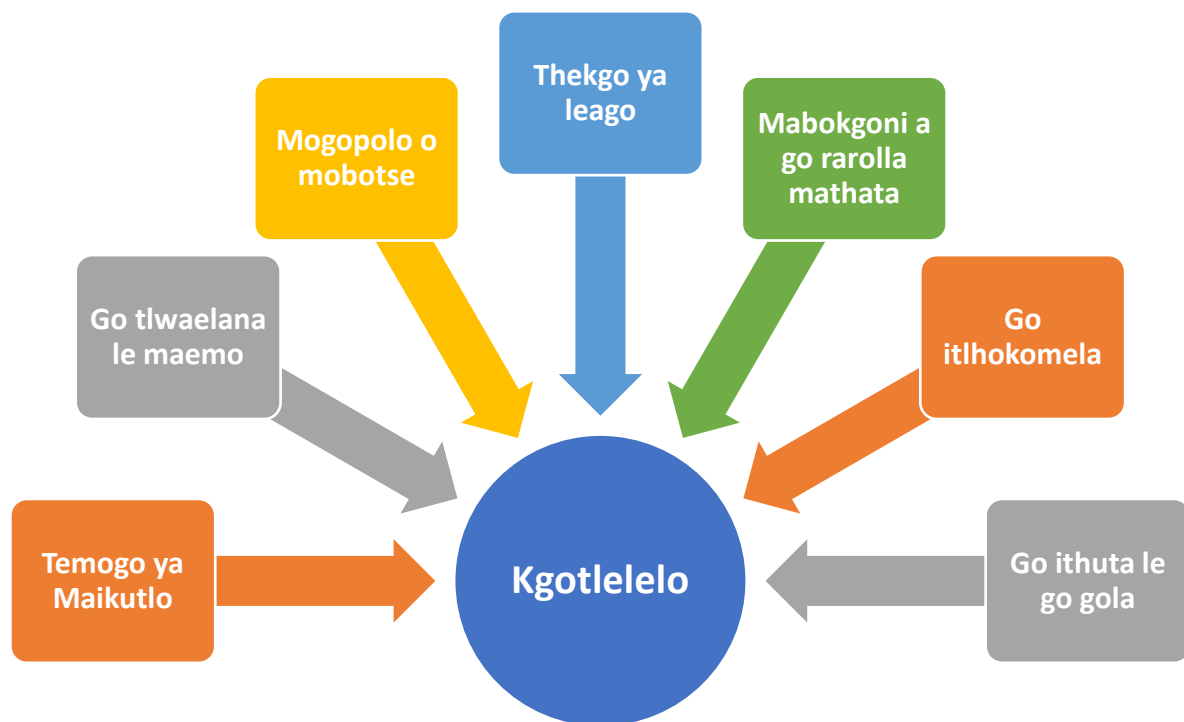 Thekgo ya
leago
Mogopolo o
mobotse
Mabokgoni a
go rarolla
mathata
Go tlwaelana
le maemo
Go
itlhokomela
Temogo ya
Maikutlo
Kgotlelelo
Go ithuta le
go gola